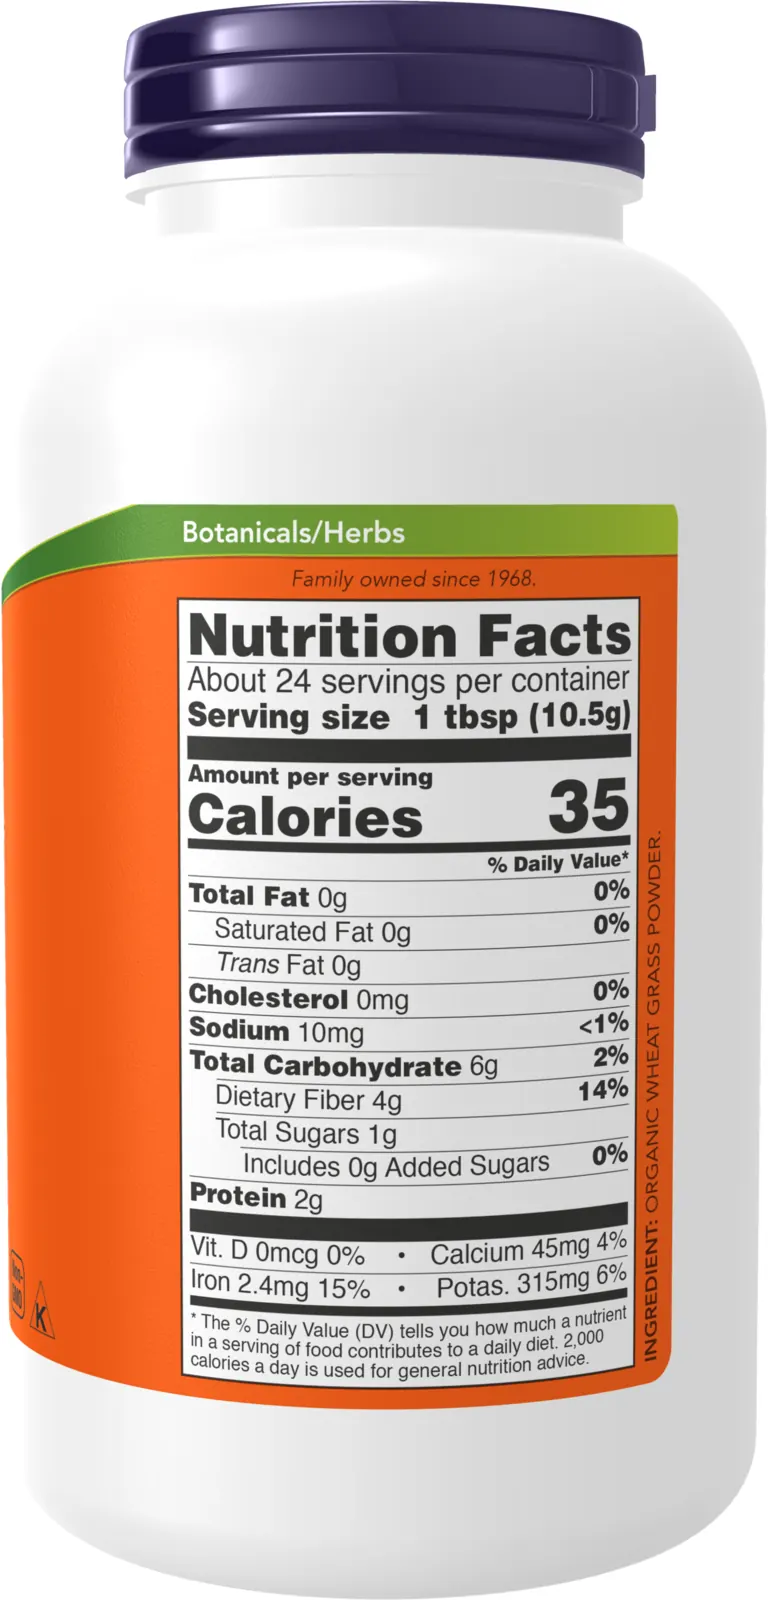 Botanicals/Herbs
Family owned since 1968.
Nutrition Facts
About 24 servings per container
Serving size 1 tbsp (10.5g)
Amount per serving
Calories 35
% Daily Value*
Total Fat 0g 0%
Saturated Fat 0g 0%
Trans Fat 0g
Cholesterol 0mg 0%
Sodium 10mg <1%
Total Carbohydrate 6g 2%
Dietary Fiber 4g 14%
Total Sugars 1g
Includes 0g Added Sugars 0%
Protein 2g
Vit. D 0mcg 0% • Calcium 45mg 4%
Iron 2.4mg 15% • Potas. 315mg 6%
* The % Daily Value (DV) tells you how much a nutrient
in a serving of food contributes to a daily diet. 2,000
calories a day is used for general nutrition advice.
INGREDIENT: ORGANIC WHEAT GRASS POWDER.
Non-
GMO
K